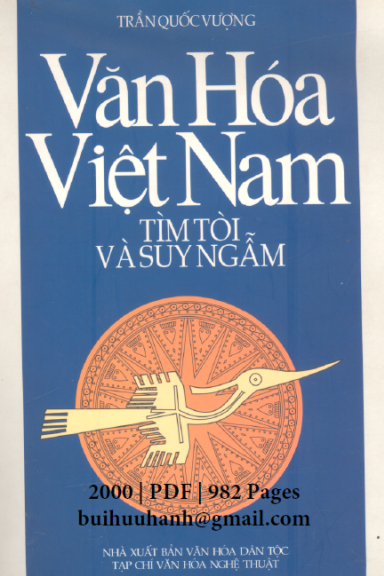 TRẦN QUỐC VƯỢNG
Văn Hóa
Việt Nam
TÌM TÒI
VÀ SUY NGẪM
2000 | PDF | 982 Pages
buihuuhanh@gmail.com
NHÀ XUẤT BẢN VĂN HÓA DÂN TỘC
TẠP CHÍ VĂN HÓA NGHỆ THUẬT